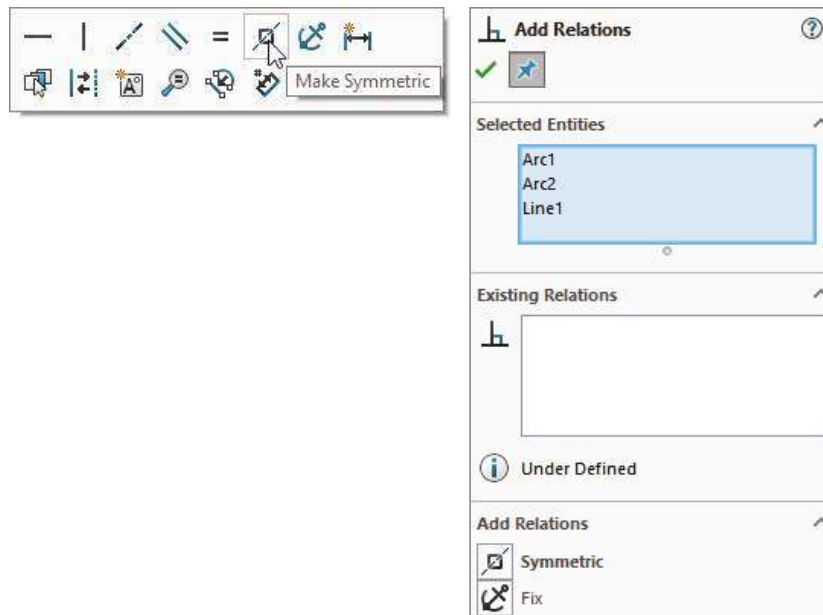 Make Symmetric
Add Relations
Selected Entities
Arc1
Arc2
Line1
Existing Relations
Under Defined
Add Relations
Symmetric
Fix